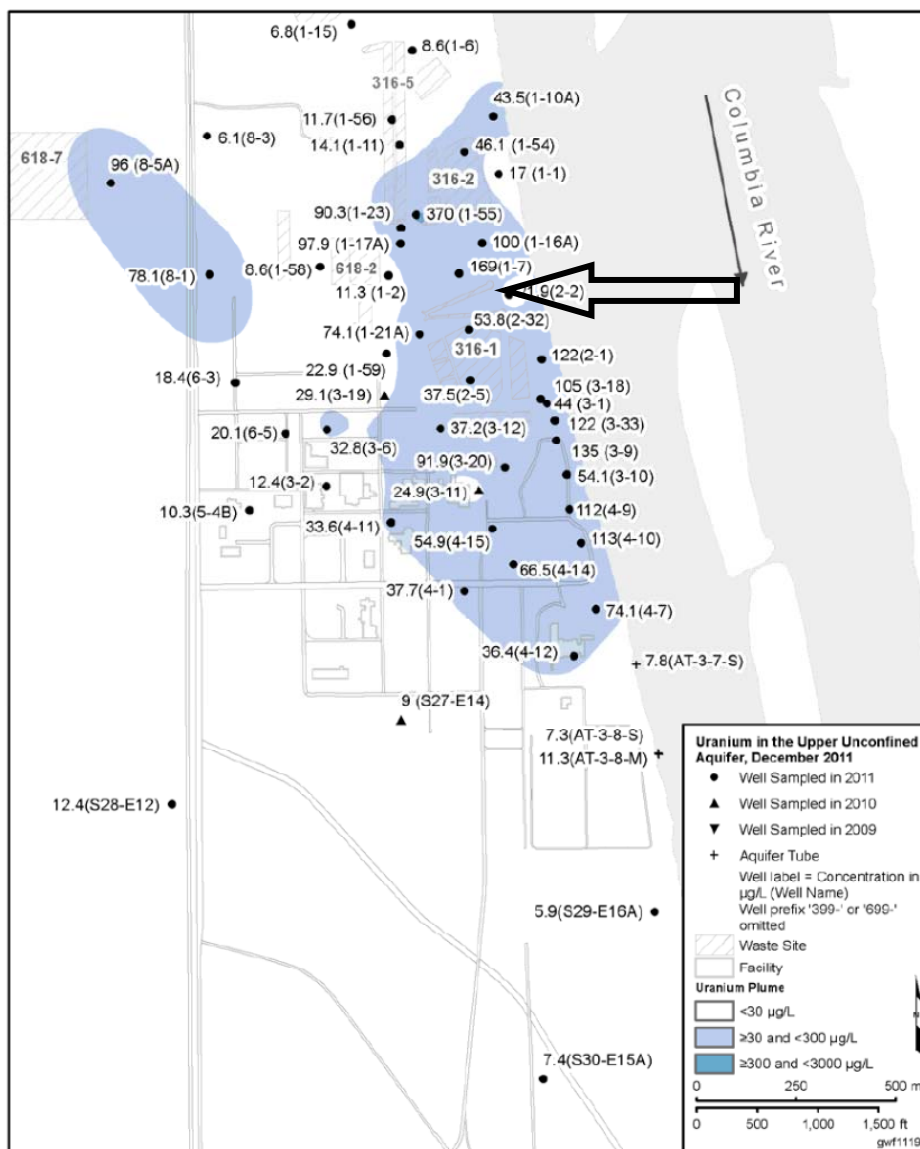 6.8(1-15)
8.6(1-6)
316-5
43.5(1-10A)
11.7(1-56)
6.1(8-3)
14.1(1-11)
46.1 (1-54)
618-7
96 (8-5A)
316-2
17 (1-1)
Columbia River
90.3(1-23)
370 (1-55)
97.9 (1-17A)
100 (1-16A)
8.6(1-58)
618-2
169(1-7)
78.1(8-1)
11.3 (1-2)
1.9(2-2)
53.8(2-32)
74.1(1-21A)
316-1
122(2-1)
22.9 (1-59)
18.4(6-3)
105 (3-18)
29.1(3-19)
37.5(2-5)
44 (3-1)
122 (3-33)
20.1(6-5)
32.8(3-6)
37.2(3-12)
135 (3-9)
91.9(3-20)
54.1(3-10)
12.4(3-2)
24.9(3-11)
10.3(5-4B)
33.6(4-11)
112(4-9)
54.9(4-15)
113(4-10)
66.5(4-14)
37.7(4-1)
74.1(4-7)
36.4(4-12)
7.8(AT-3-7-S)
9 (S27-E14)
7.3(AT-3-8-S)
11.3(AT-3-8-M)
12.4(S28-E12)
5.9(S29-E16A)
7.4(S30-E15A)
Uranium in the Upper Unconfined
Aquifer, December 2011
Well Sampled in 2011
Well Sampled in 2010
Well Sampled in 2009
Aquifer Tube
Well label = Concentration in
µg/L (Well Name)
Well prefix '399-' or '699-'
omitted
Waste Site
Facility
Uranium Plume
<30 µg/L
≥30 and <300 µg/L
≥300 and <3000 µg/L
0 250 500 m
0 500 1,000 1,500 ft
gwf1119